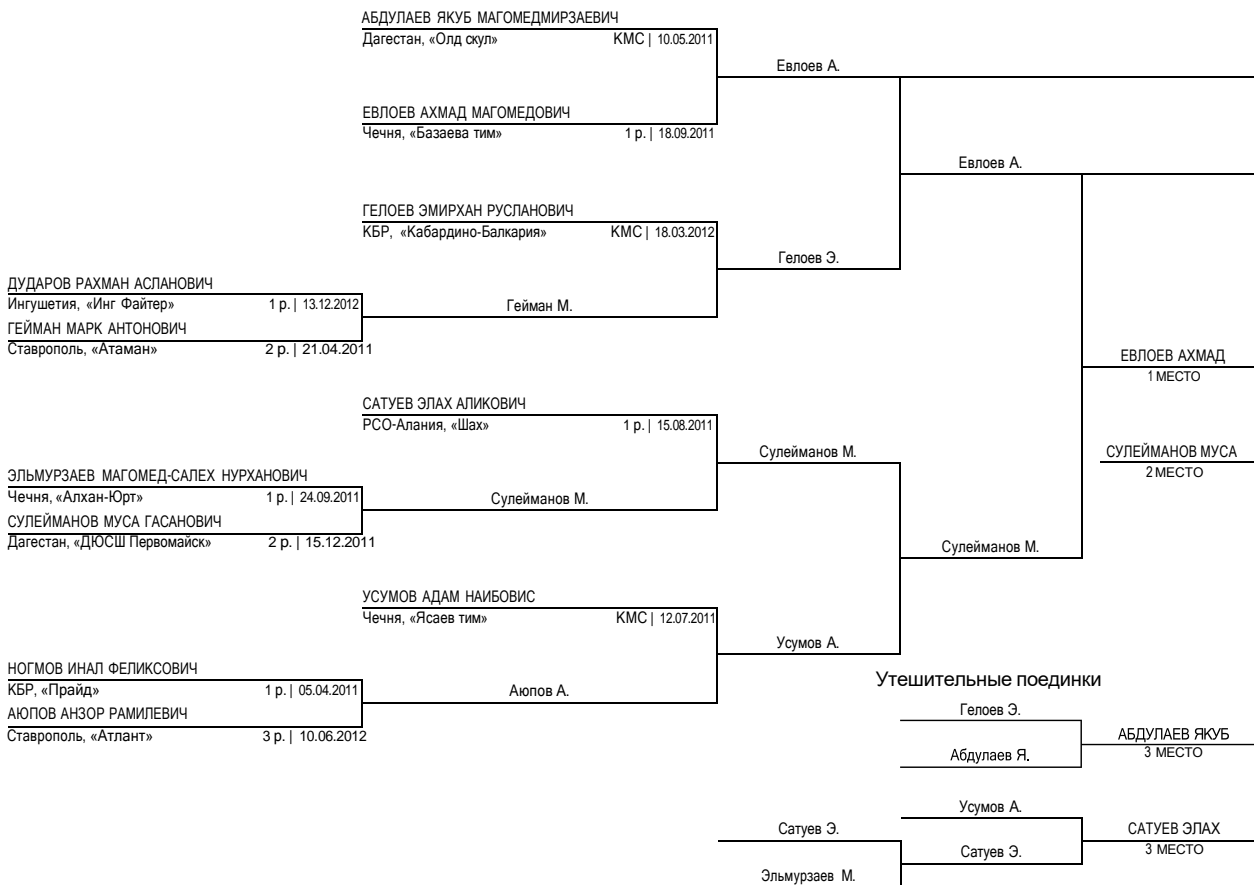 АБДУЛАЕВ ЯКУБ МАГОМЕДМИРЗАЕВИЧ
Дагестан, «Олд скул» КМС | 10.05.2011
Евлоев А.
ЕВЛОЕВ АХМАД МАГОМЕДОВИЧ
Чечня, «Базаева тим» 1 р. | 18.09.2011
Евлоев А.
ГЕЛОЕВ ЭМИРХАН РУСЛАНОВИЧ
КБР, «Кабардино-Балкария» КМС | 18.03.2012
Гелоев Э.
ДУДАРОВ РАХМАН АСЛАНОВИЧ
Ингушетия, «Инг Файтер» 1 р. | 13.12.2012
Гейман М.
ГЕЙМАН МАРК АНТОНОВИЧ
Ставрополь, «Атаман» 2 р. | 21.04.2011
ЕВЛОЕВ АХМАД
1 МЕСТО
САТУЕВ ЭЛАХ АЛИКОВИЧ
РСО-Алания, «Шах» 1 р. | 15.08.2011
Сулейманов М.
СУЛЕЙМАНОВ МУСА
2 МЕСТО
ЭЛЬМУРЗАЕВ МАГОМЕД-САЛЕХ НУРХАНОВИЧ
Чечня, «Алхан-Юрт» 1 р. | 24.09.2011
Сулейманов М.
СУЛЕЙМАНОВ МУСА ГАСАНОВИЧ
Дагестан, «ДЮСШ Первомайск» 2 р. | 15.12.2011
Сулейманов М.
УСУМОВ АДАМ НАИБОВИС
Чечня, «Ясаев тим» КМС | 12.07.2011
Усумов А.
НОГМОВ ИНАЛ ФЕЛИКСОВИЧ
КБР, «Прайд» 1 р. | 05.04.2011
Аюпов А.
АЮПОВ АНЗОР РАМИЛЕВИЧ
Ставрополь, «Атлант» 3 р. | 10.06.2012
Утешительные поединки
Гелоев Э.
АБДУЛАЕВ ЯКУБ
3 МЕСТО
Абдулаев Я.
Усумов А.
Сатуев Э.
САТУЕВ ЭЛАХ
3 МЕСТО
Сатуев Э.
Эльмурзаев М.